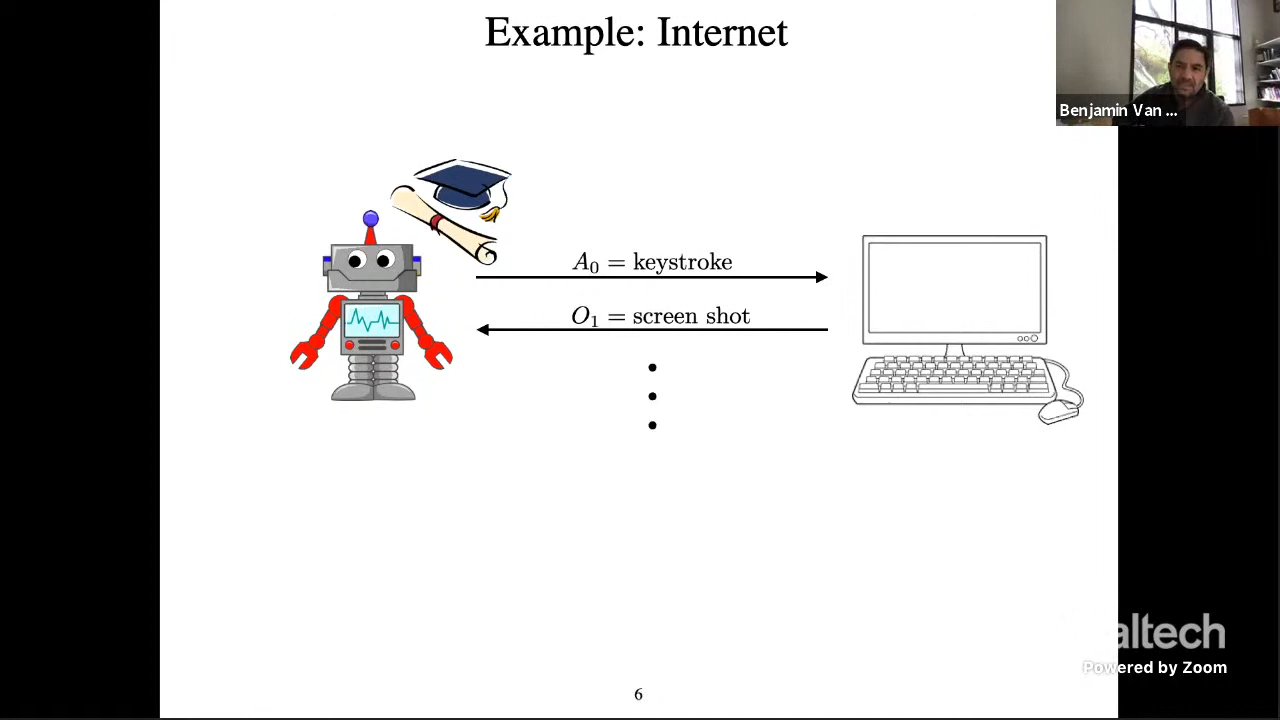 Example: Internet
Benjamin Van ...
A₀ = keystroke
O₁ = screen shot
altech
Powered by Zoom
6